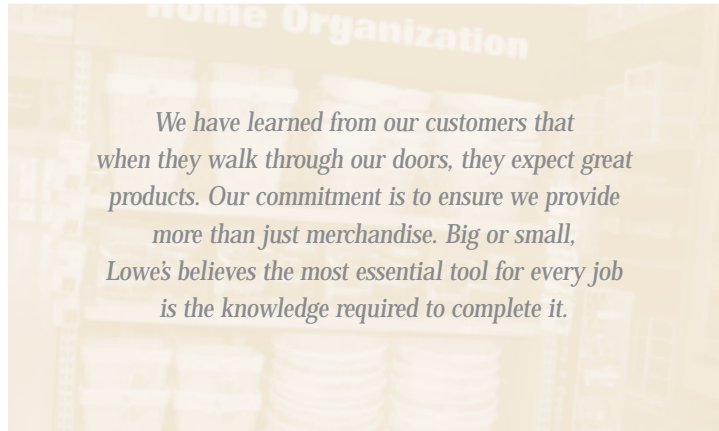 Home Organization
We have learned from our customers that
when they walk through our doors, they expect great
products. Our commitment is to ensure we provide
more than just merchandise. Big or small,
Lowe's believes the most essential tool for every job
is the knowledge required to complete it.